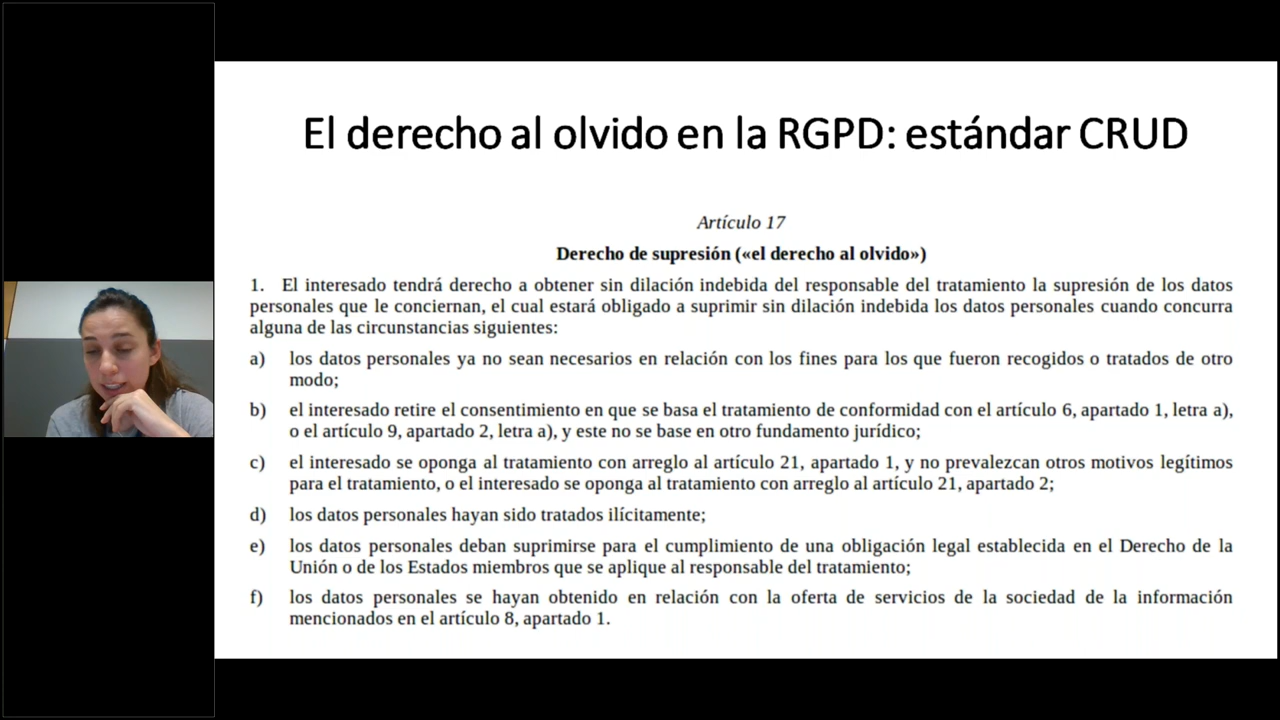 El derecho al olvido en la RGPD: estándar CRUD
Artículo 17
Derecho de supresión («el derecho al olvido»)
1. El interesado tendrá derecho a obtener sin dilación indebida del responsable del tratamiento la supresión de los datos
personales que le conciernan, el cual estará obligado a suprimir sin dilación indebida los datos personales cuando concurra
alguna de las circunstancias siguientes:
a) los datos personales ya no sean necesarios en relación con los fines para los que fueron recogidos o tratados de otro
modo;
b) el interesado retire el consentimiento en que se basa el tratamiento de conformidad con el artículo 6, apartado 1, letra a),
o el artículo 9, apartado 2, letra a), y este no se base en otro fundamento jurídico;
c) el interesado se oponga al tratamiento con arreglo al artículo 21, apartado 1, y no prevalezcan otros motivos legítimos
para el tratamiento, o el interesado se oponga al tratamiento con arreglo al artículo 21, apartado 2;
d) los datos personales hayan sido tratados ilícitamente;
e) los datos personales deban suprimirse para el cumplimiento de una obligación legal establecida en el Derecho de la
Unión o de los Estados miembros que se aplique al responsable del tratamiento;
f) los datos personales se hayan obtenido en relación con la oferta de servicios de la sociedad de la información
mencionados en el artículo 8, apartado 1.